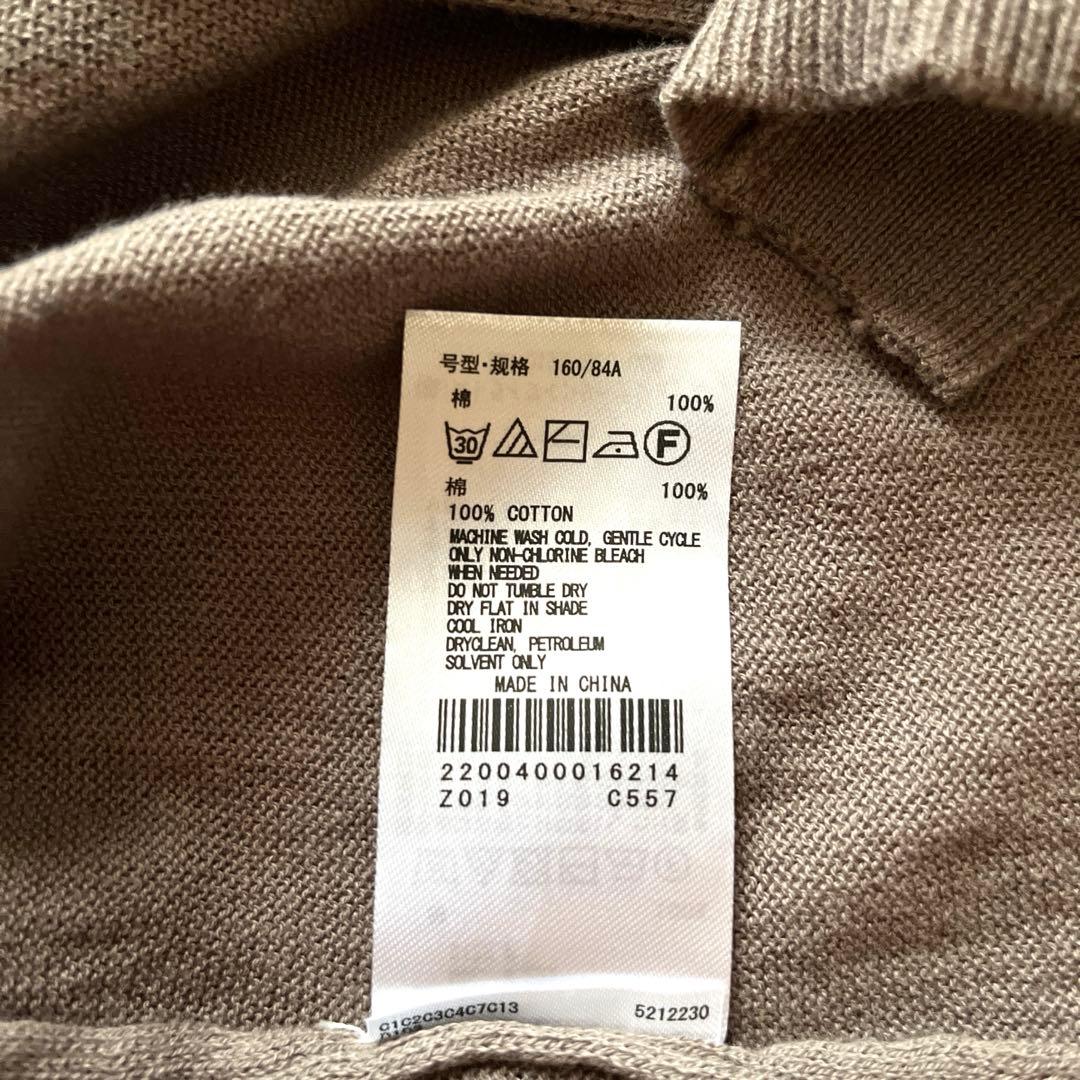 号型·规格 160/84A
棉 100%
30 F
棉 100%
100% COTTON
MACHINE WASH COLD, GENTLE CYCLE
ONLY NON-CHLORINE BLEACH
WHEN NEEDED
DO NOT TUMBLE DRY
DRY FLAT IN SHADE
COOL IRON
DRYCLEAN, PETROLEUM
SOLVENT ONLY
MADE IN CHINA
2200400016214
Z019 C557
C1C2C3C4C7C13 5212230